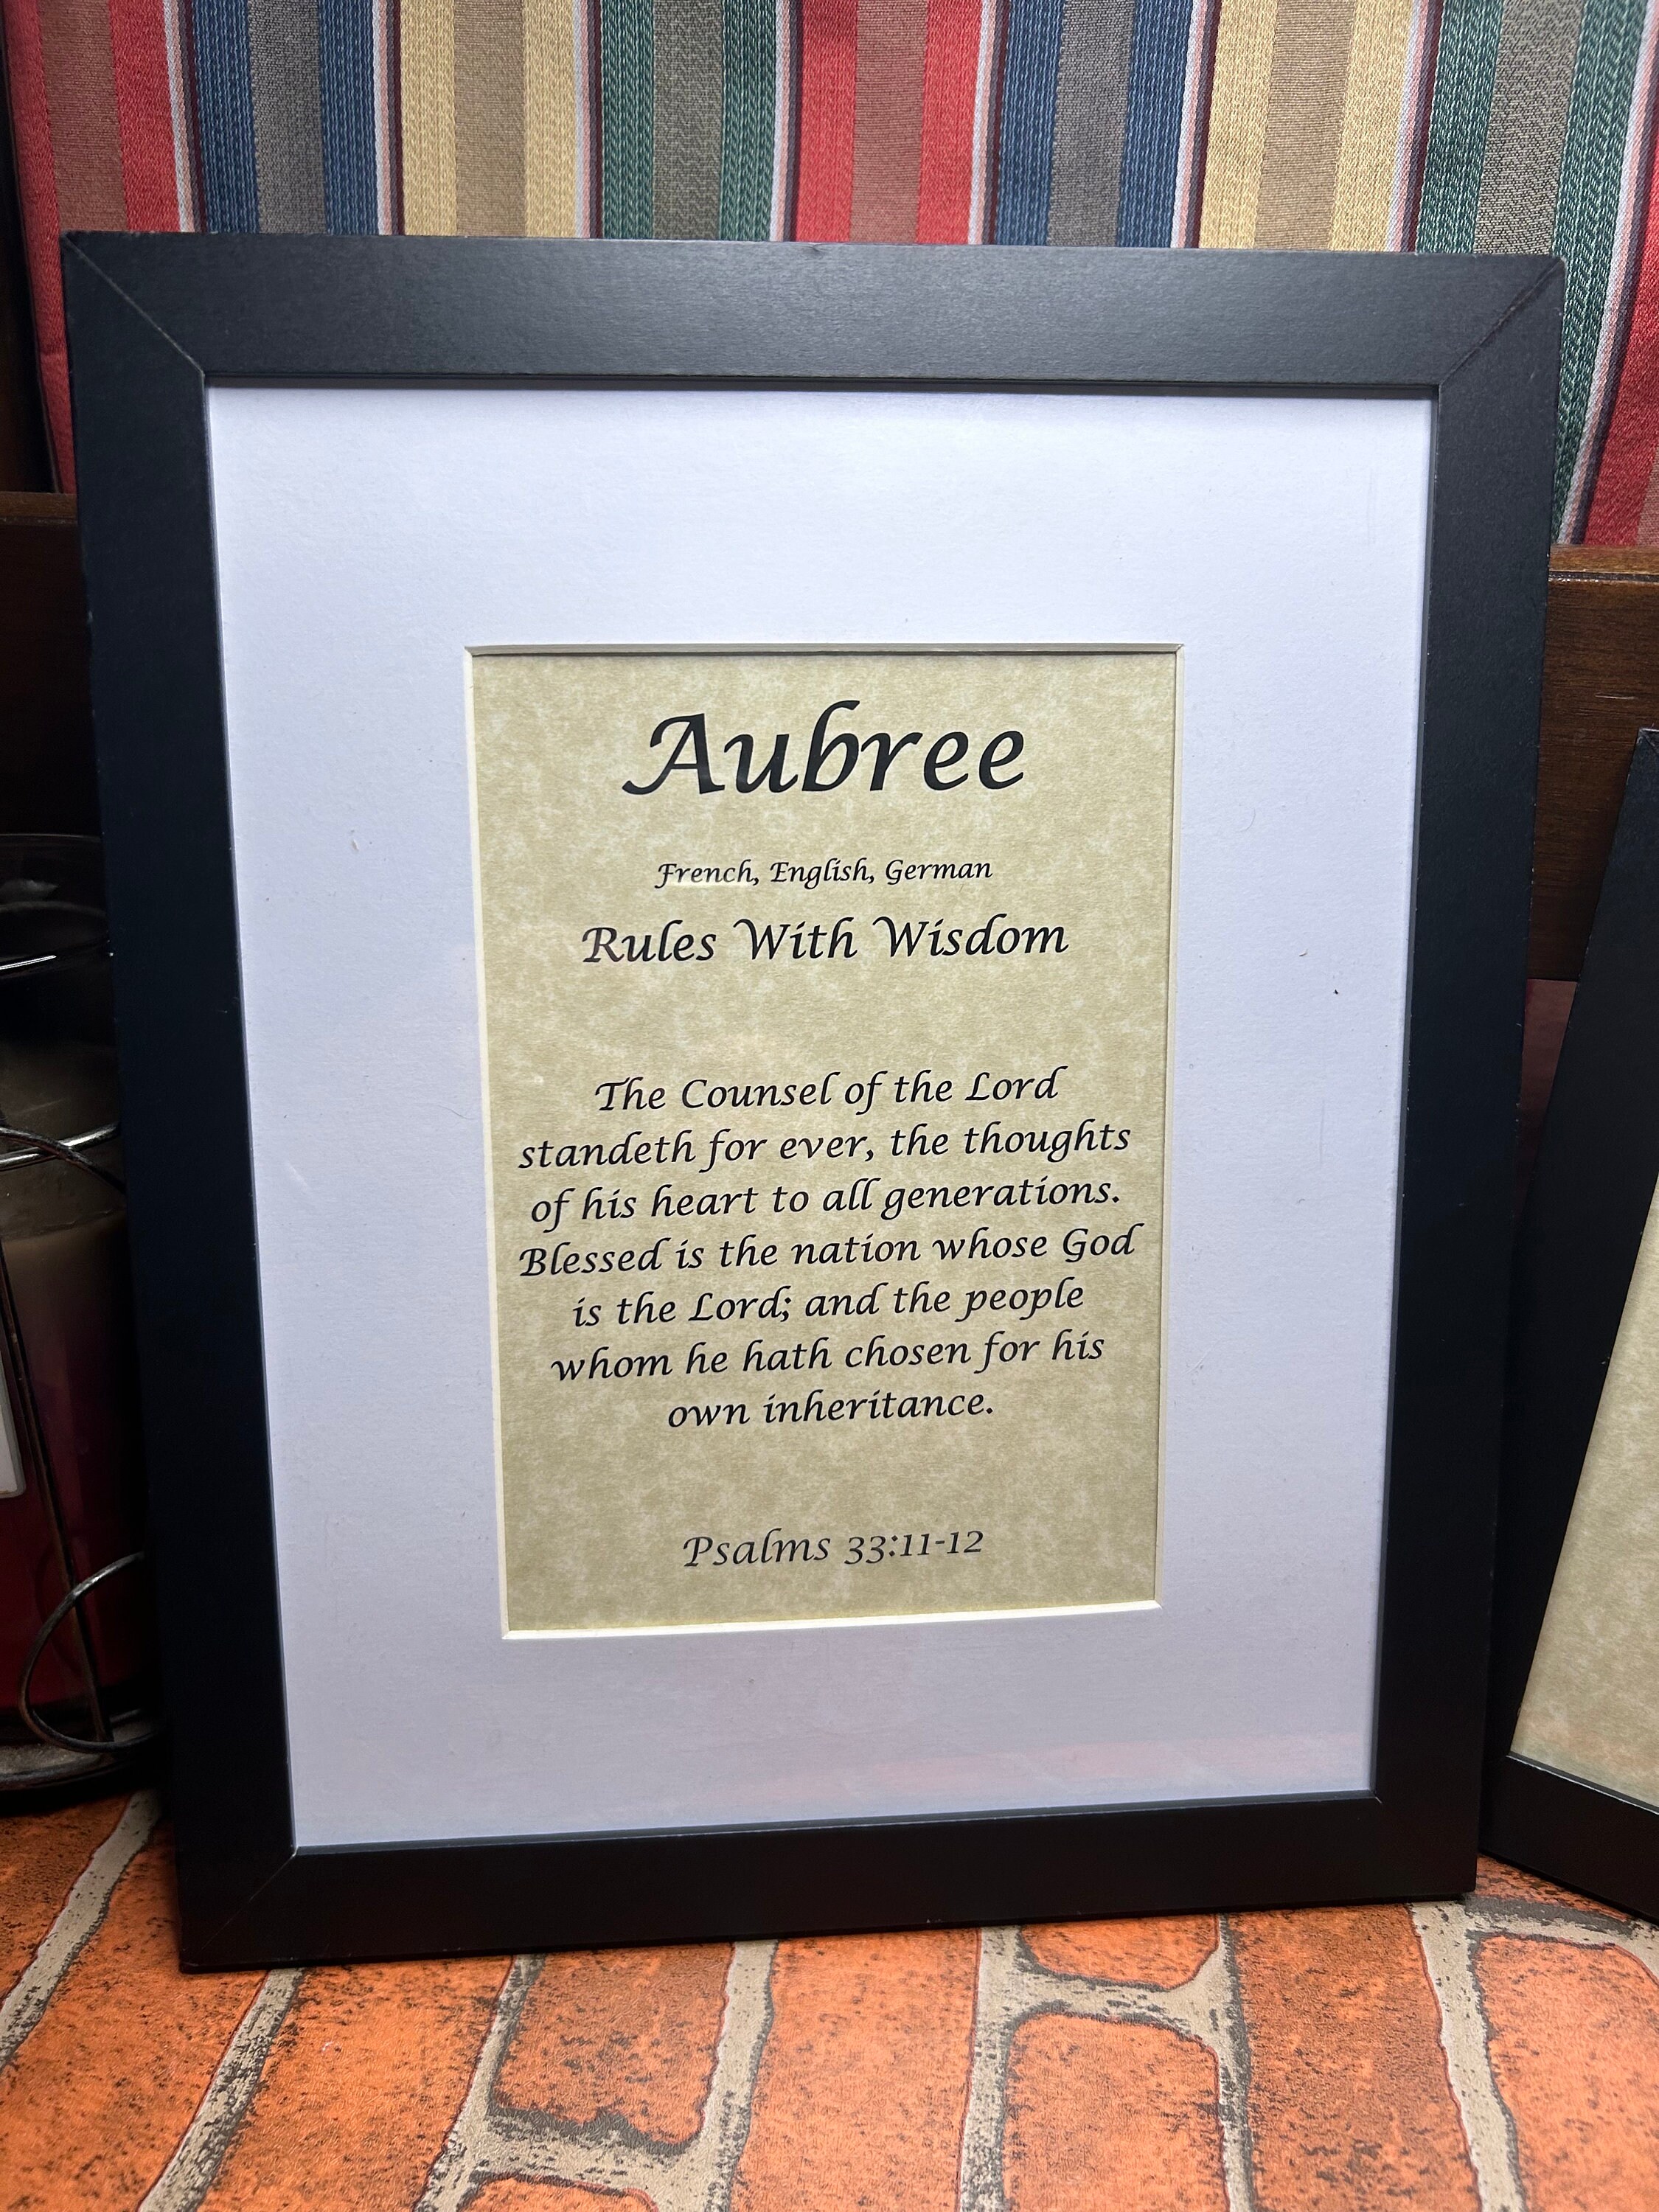 Aubree
French, English, German
Rules With Wisdom
The Counsel of the Lord
standeth for ever, the thoughts
of his heart to all generations.
Blessed is the nation whose God
is the Lord; and the people
whom he hath chosen for his
own inheritance.
Psalms 33:11-12